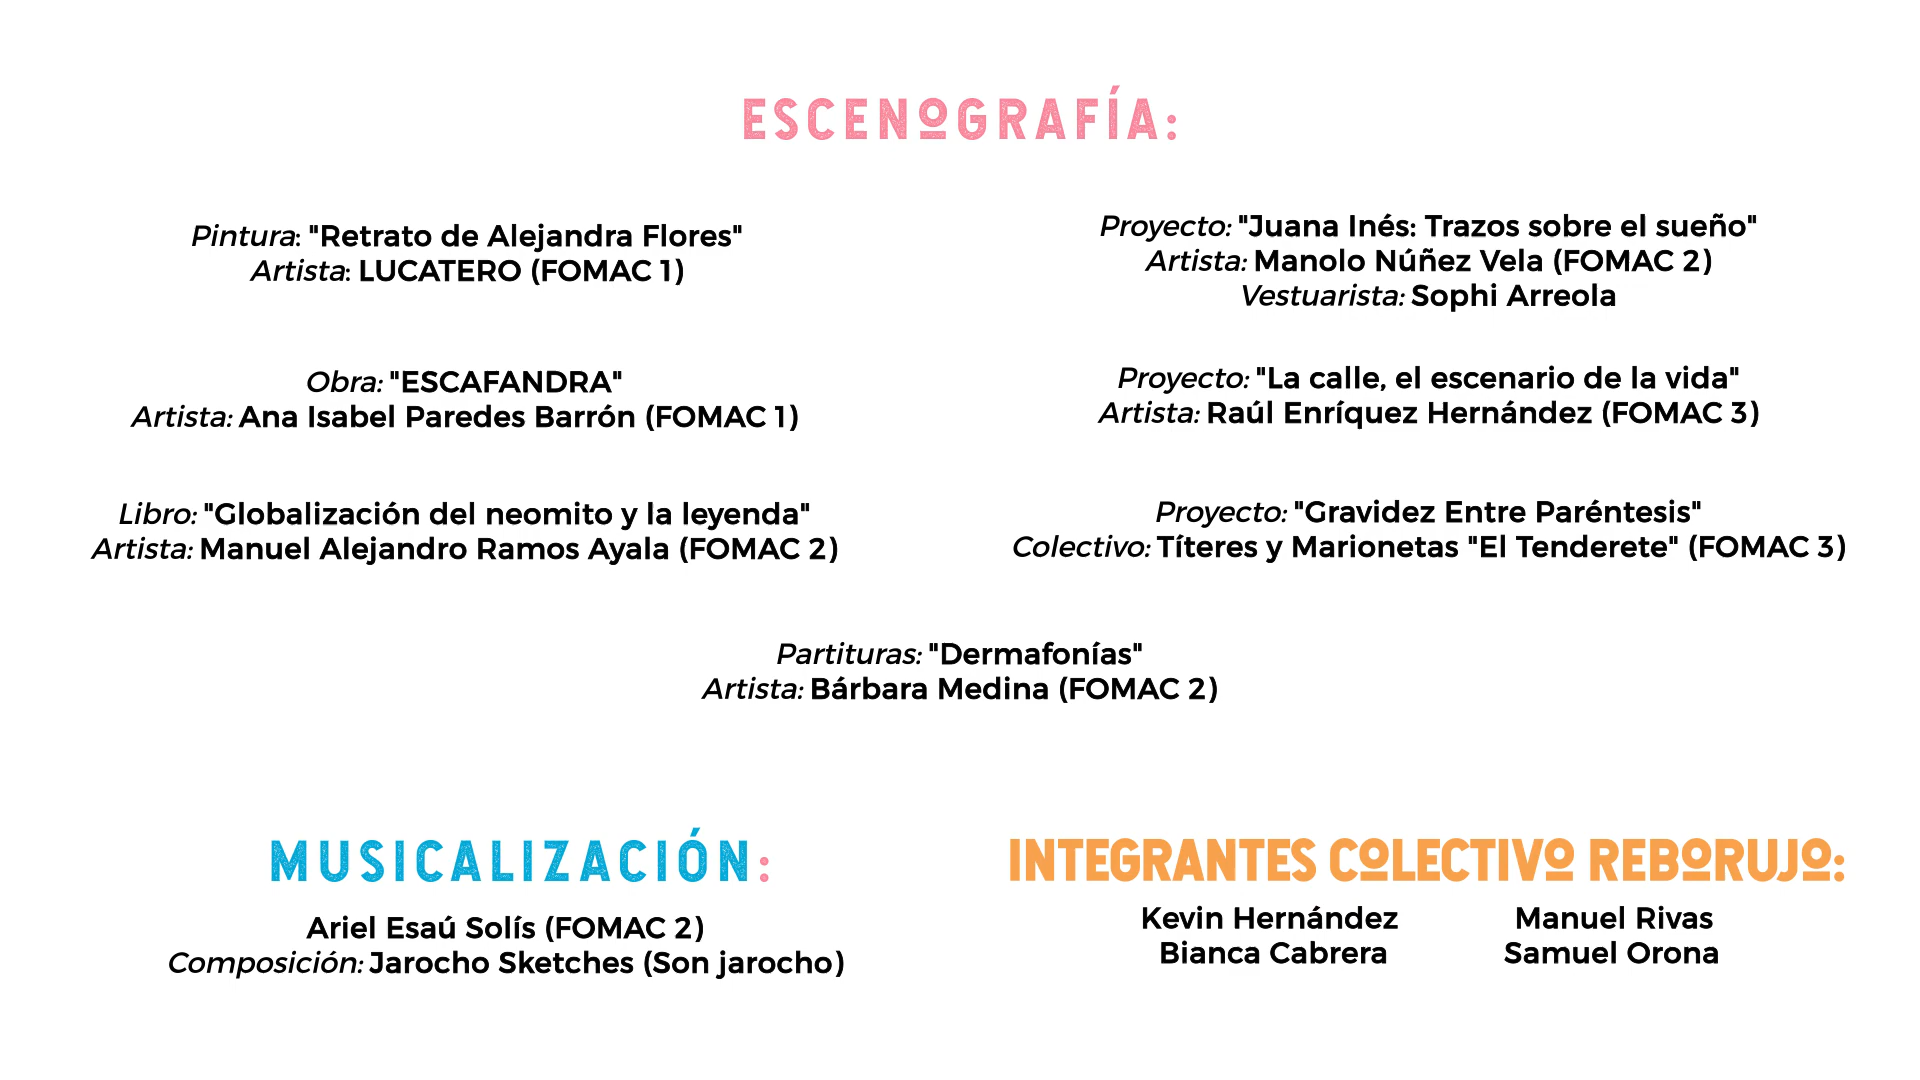 ESCENOGRAFÍA:
Pintura: "Retrato de Alejandra Flores"
Artista: LUCATERO (FOMAC 1)
Obra: "ESCAFANDRA"
Artista: Ana Isabel Paredes Barrón (FOMAC 1)
Libro: "Globalización del neomito y la leyenda"
Artista: Manuel Alejandro Ramos Ayala (FOMAC 2)
Proyecto: "Juana Inés: Trazos sobre el sueño"
Artista: Manolo Núñez Vela (FOMAC 2)
Vestuarista: Sophi Arreola
Proyecto: "La calle, el escenario de la vida"
Artista: Raúl Enríquez Hernández (FOMAC 3)
Proyecto: "Gravidez Entre Paréntesis"
Colectivo: Títeres y Marionetas "El Tenderete" (FOMAC 3)
Partituras: "Dermafonías"
Artista: Bárbara Medina (FOMAC 2)
MUSICALIZACIÓN:
Ariel Esaú Solís (FOMAC 2)
Composición: Jarocho Sketches (Son jarocho)
INTEGRANTES COLECTIVO REBORUJO:
Kevin Hernández
Bianca Cabrera
Manuel Rivas
Samuel Orona